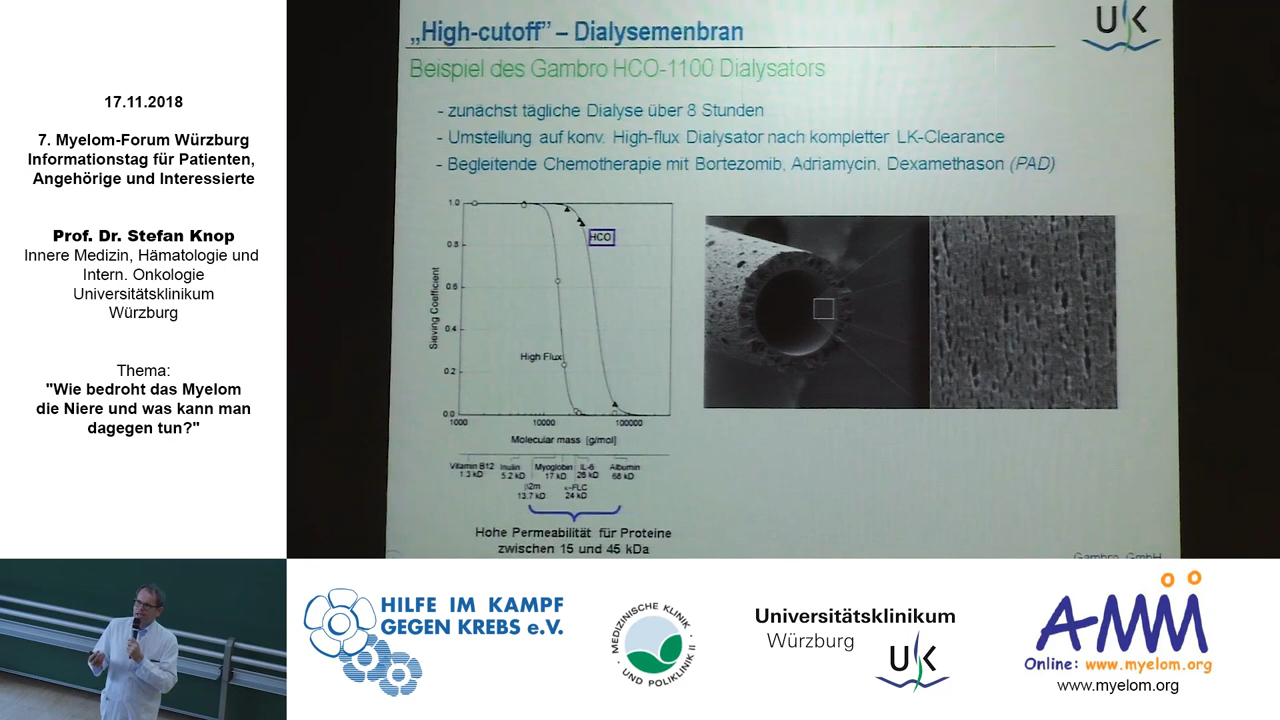 17.11.2018
7. Myelom-Forum Würzburg
Informationstag für Patienten,
Angehörige und Interessierte
Prof. Dr. Stefan Knop
Innere Medizin, Hämatologie und
Intern. Onkologie
Universitätsklinikum
Würzburg
Thema:
"Wie bedroht das Myelom
die Niere und was kann man
dagegen tun?"
„High-cutoff” – Dialysemenbran
UK
Beispiel des Gambro HCO-1100 Dialysators
- zunächst tägliche Dialyse über 8 Stunden
- Umstellung auf konv. High-flux Dialysator nach kompletter LK-Clearance
- Begleitende Chemotherapie mit Bortezomib, Adriamycin, Dexamethason (PAD)
Sieving Coefficient
1.0
0.8
0.6
0.4
0.2
0.0
HCO
High Flux
1000 10000 100000
Molecular mass [g/mol]
Vitamin B12 Inulin Myoglobin IL-6 Albumin
1.3 kD 5.2 kD 17 kD 26 kD 68 kD
β2m κ-FLC
13.7 kD 24 kD
Hohe Permeabilität für Proteine
zwischen 15 und 45 kDa
Gambro GmbH
HILFE IM KAMPF
GEGEN KREBS e.V.
MEDIZINISCHE KLINIK
UND POLIKLINIK II
Universitätsklinikum
Würzburg
UK
AMM
Online: www.myelom.org
www.myelom.org